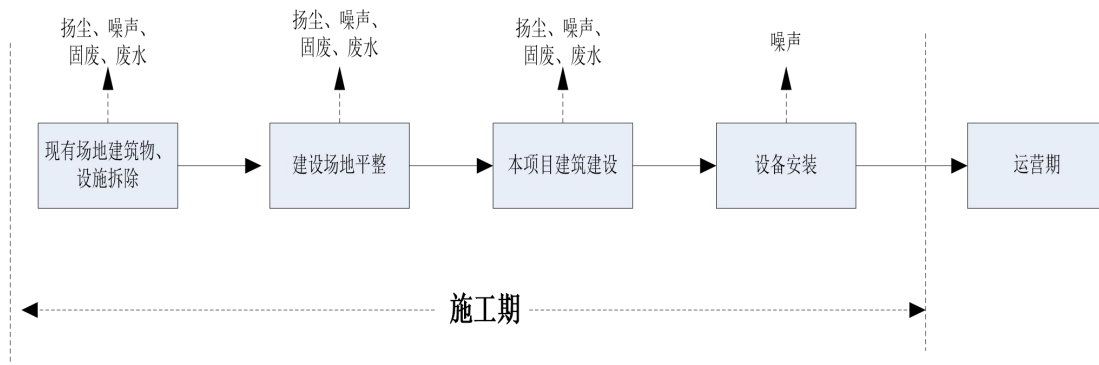 扬尘、噪声、
固废、废水
扬尘、噪声、
固废、废水
扬尘、噪声、
固废、废水
噪声
现有场地建筑物、
设施拆除
建设场地平整
本项目建筑建设
设备安装
运营期
施工期